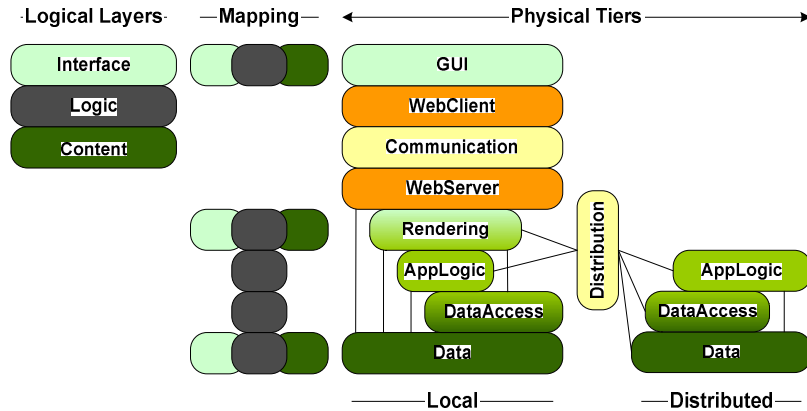 Logical Layers
Mapping
Physical Tiers
Interface
Logic
Content
GUI
WebClient
Communication
WebServer
Rendering
AppLogic
DataAccess
Data
Distribution
AppLogic
DataAccess
Data
Local
Distributed